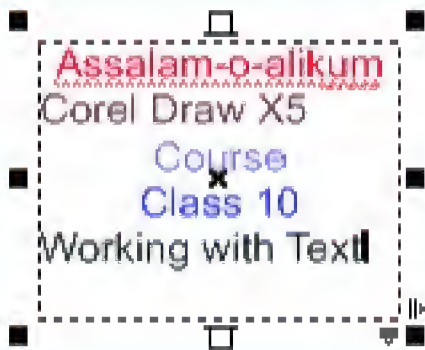 Assalam-o-alikum
Corel Draw X5
Course
Class 10
Working with Text